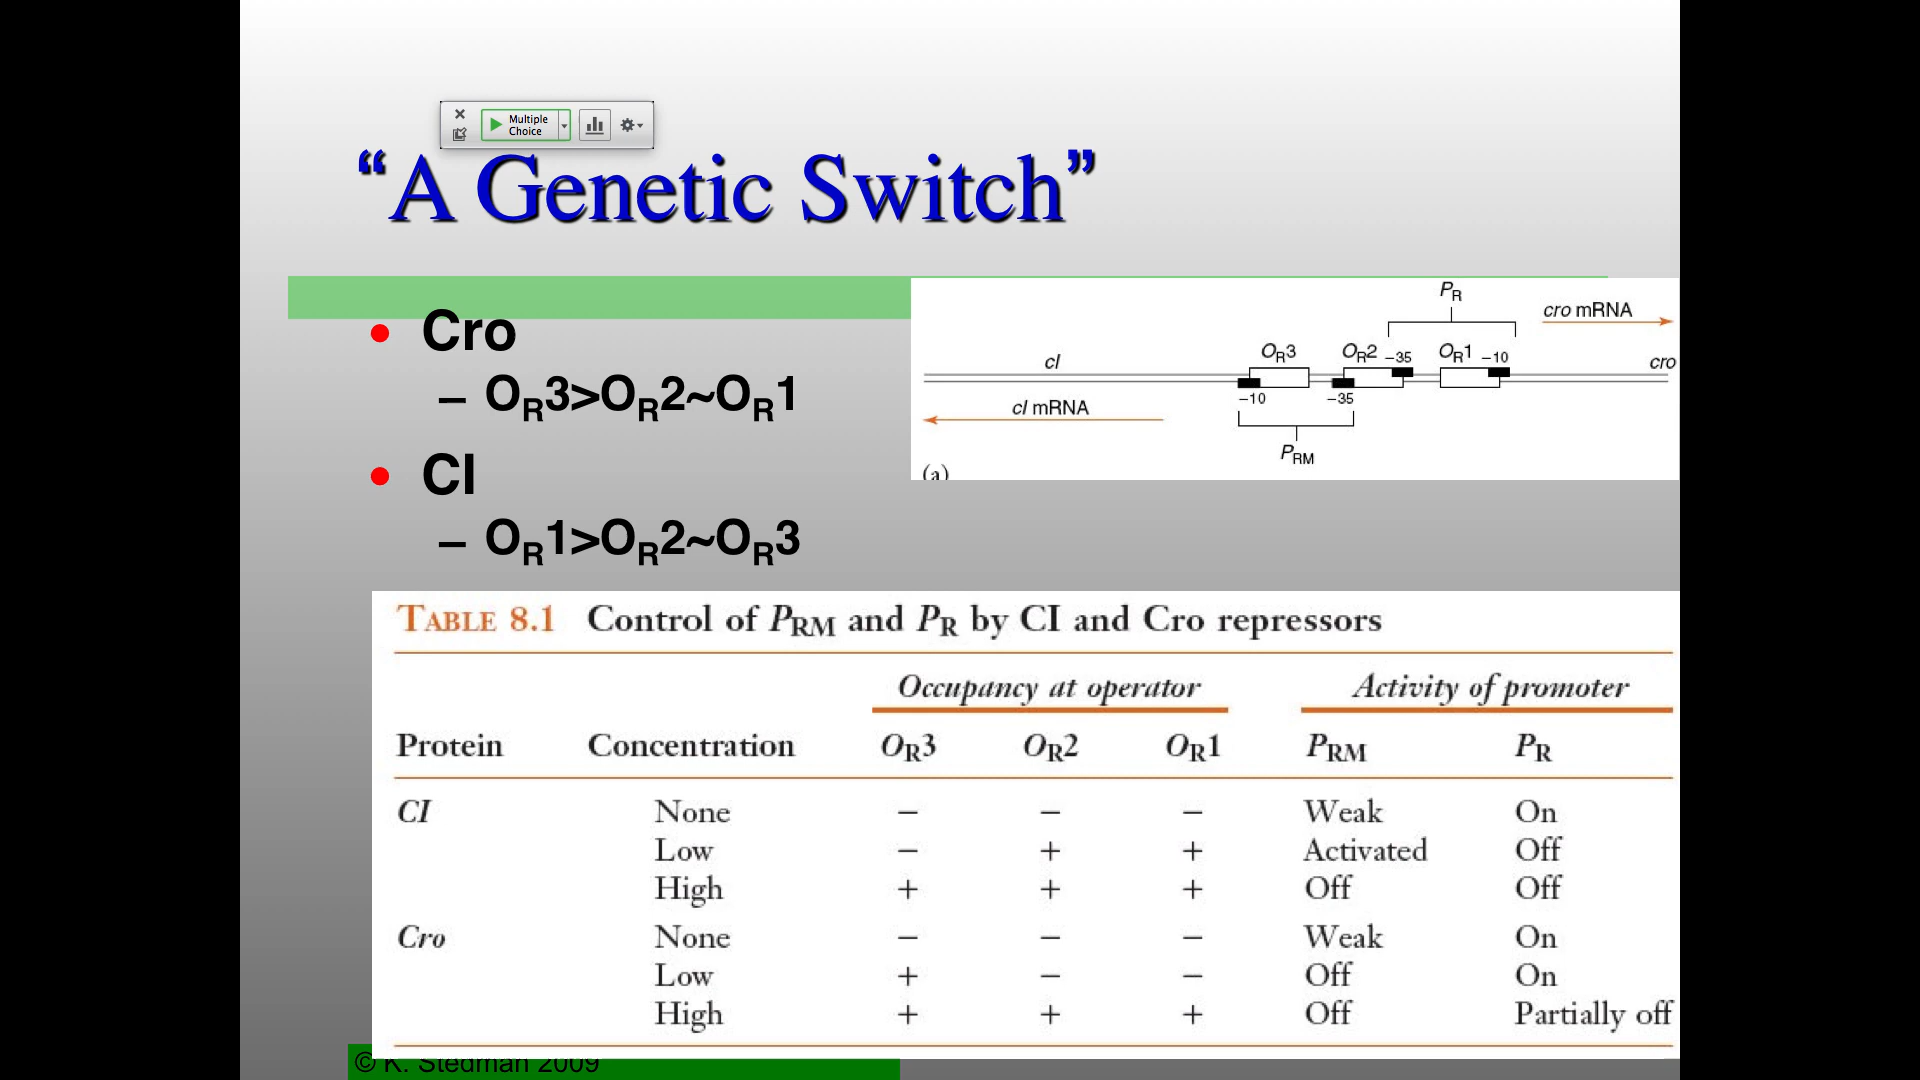 Multiple
Choice
“A Genetic Switch”
• Cro
– OR3>OR2~OR1
• CI
– OR1>OR2~OR3
PR
cro mRNA
OR3 OR2 −35 OR1 −10
cI cro
−10 −35
cI mRNA
PRM
(a)
TABLE 8.1 Control of PRM and PR by CI and Cro repressors
Occupancy at operator Activity of promoter
Protein Concentration OR3 OR2 OR1 PRM PR
CI None − − − Weak On
Low − + + Activated Off
High + + + Off Off
Cro None − − − Weak On
Low + − − Off On
High + + + Off Partially off
© K. Stedman 2009